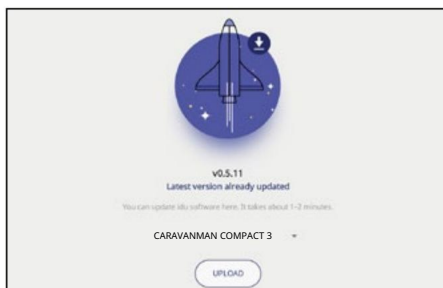 v0.5.11
Latest version already updated
You can update idu software here. It takes about 1-2 minutes.
CARAVANMAN COMPACT 3
UPLOAD